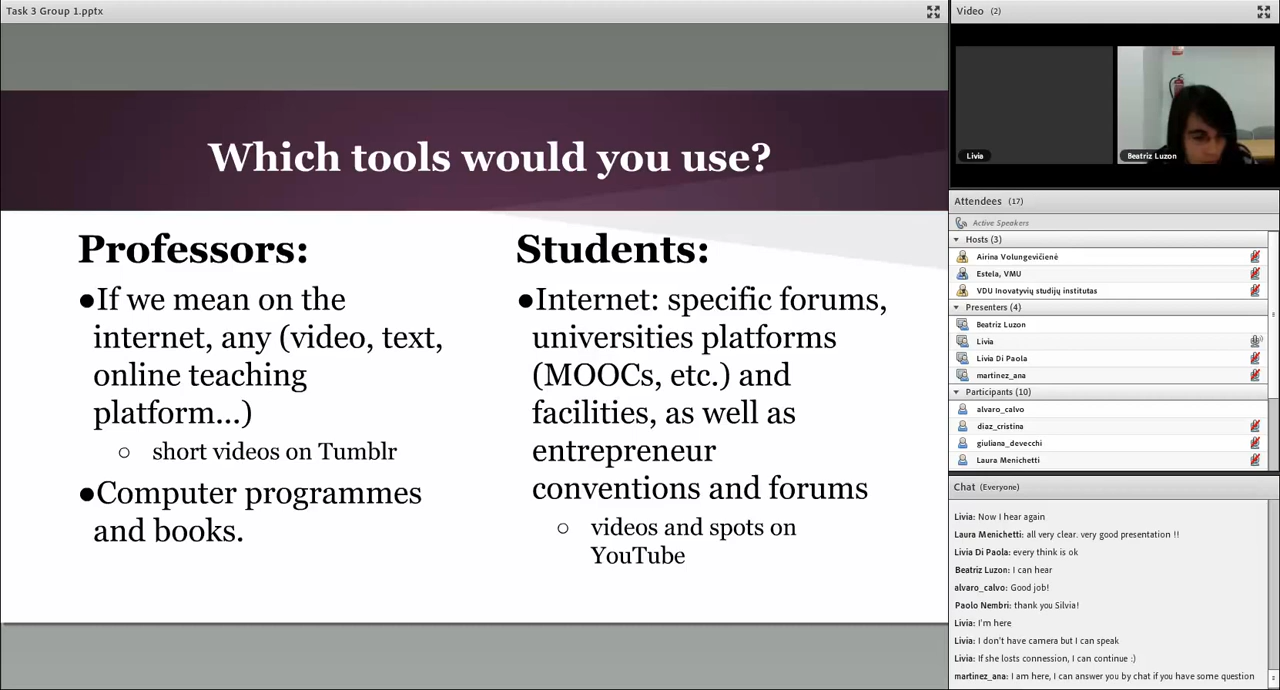 Task 3 Group 1.pptx
Which tools would you use?
Professors:
●If we mean on the
internet, any (video, text,
online teaching
platform...)
○ short videos on Tumblr
●Computer programmes
and books.
Students:
●Internet: specific forums,
universities platforms
(MOOCs, etc.) and
facilities, as well as
entrepreneur
conventions and forums
○ videos and spots on
YouTube
Video (2)
Livia
Beatriz Luzon
Attendees (17)
Active Speakers
Hosts (3)
Airina Volungevičienė
Estela, VMU
VDU Inovatyvių studijų institutas
Presenters (4)
Beatriz Luzon
Livia
Livia Di Paola
martinez_ana
Participants (10)
alvaro_calvo
diaz_cristina
giuliana_devecchi
Laura Menichetti
Chat (Everyone)
Livia: Now I hear again
Laura Menichetti: all very clear. very good presentation !!
Livia Di Paola: every think is ok
Beatriz Luzon: I can hear
alvaro_calvo: Good job!
Paolo Nembri: thank you Silvia!
Livia: I'm here
Livia: I don't have camera but I can speak
Livia: If she losts connession, I can continue :)
martinez_ana: I am here, I can answer you by chat if you have some question